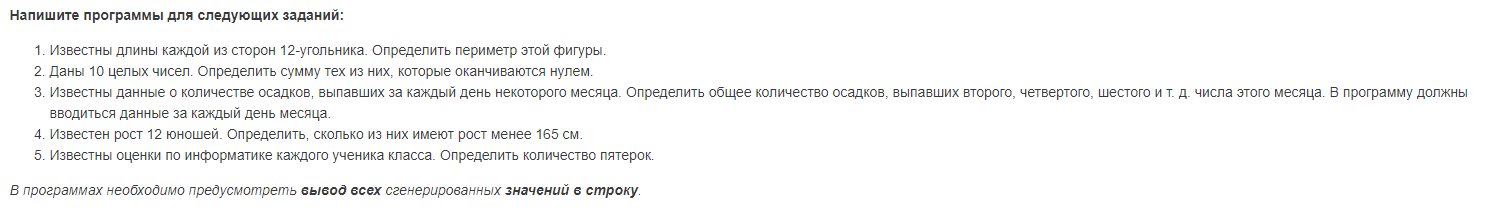 Напишите программы для следующих заданий:
1. Известны длины каждой из сторон 12-угольника. Определить периметр этой фигуры.
2. Даны 10 целых чисел. Определить сумму тех из них, которые оканчиваются нулем.
3. Известны данные о количестве осадков, выпавших за каждый день некоторого месяца. Определить общее количество осадков, выпавших второго, четвертого, шестого и т. д. числа этого месяца. В программу должны
вводиться данные за каждый день месяца.
4. Известен рост 12 юношей. Определить, сколько из них имеют рост менее 165 см.
5. Известны оценки по информатике каждого ученика класса. Определить количество пятерок.
В программах необходимо предусмотреть вывод всех сгенерированных значений в строку.